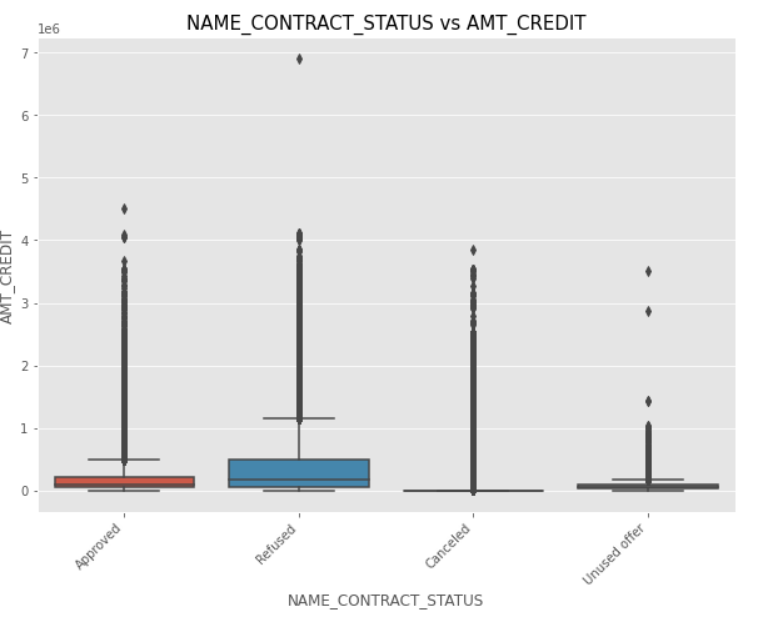 NAME_CONTRACT_STATUS vs AMT_CREDIT
1e6
7
6
5
4
3
2
1
0
AMT_CREDIT
Approved
Refused
Canceled
Unused offer
NAME_CONTRACT_STATUS